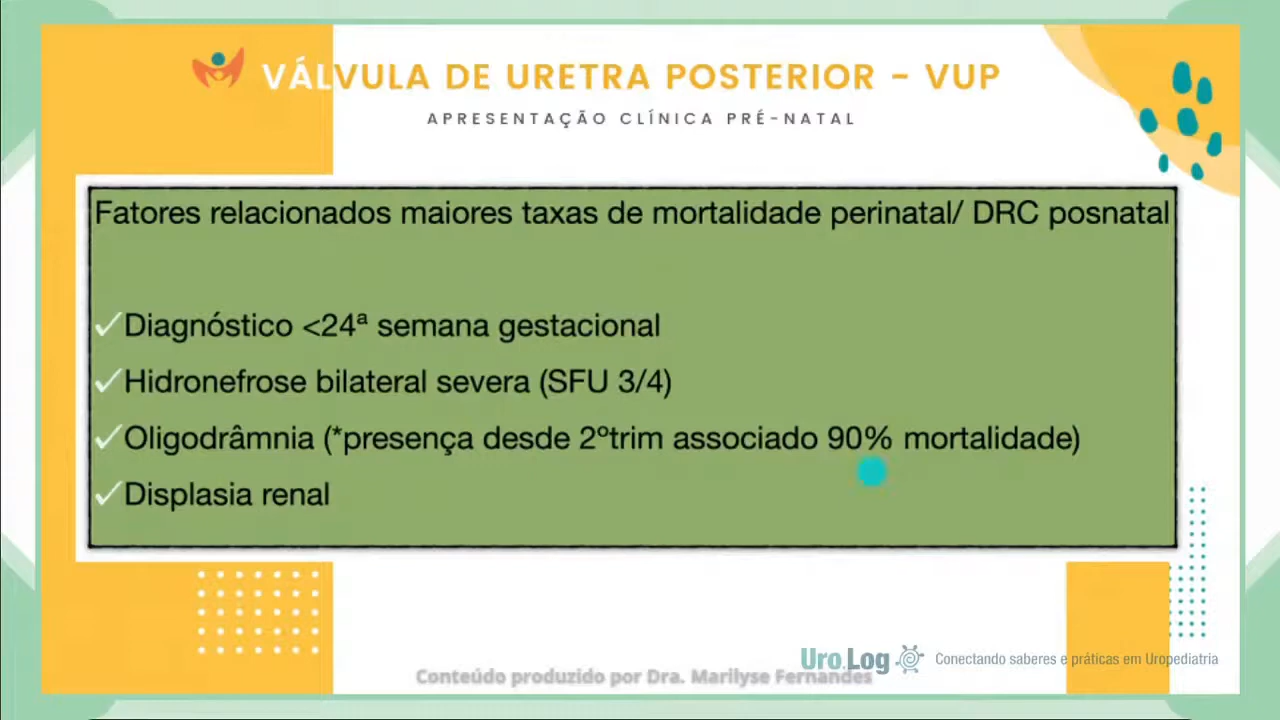 VÁLVULA DE URETRA POSTERIOR - VUP
APRESENTAÇÃO CLÍNICA PRÉ-NATAL
Fatores relacionados maiores taxas de mortalidade perinatal/ DRC posnatal
✓Diagnóstico <24ª semana gestacional
✓Hidronefrose bilateral severa (SFU 3/4)
✓Oligodrâmnia (*presença desde 2ºtrim associado 90% mortalidade)
✓Displasia renal
Uro.Log Conectando saberes e práticas em Uropediatria
Conteúdo produzido por Dra. Marilyse Fernandes